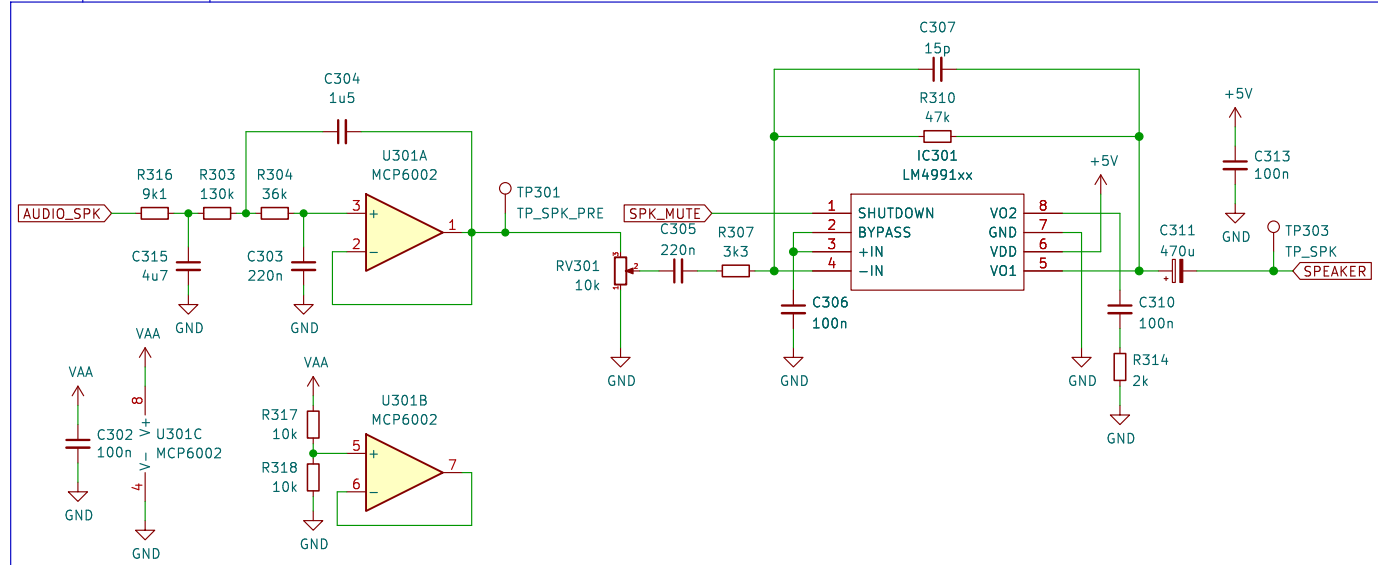 C307
15p
R310
47k
C304
1u5
U301A
MCP6002
IC301
LM4991xx
+5V
+5V
C313
100n
GND
R316
9k1
R303
130k
R304
36k
AUDIO_SPK
3
+
2
−
1
TP301
TP_SPK_PRE
C315
4u7
GND
C303
220n
GND
SPK_MUTE
C305
220n
R307
3k3
RV301
10k
3
2
1
GND
1
SHUTDOWN
2
BYPASS
3
+IN
4
-IN
VO2
8
GND
7
VDD
6
VO1
5
C306
100n
GND
GND
C311
470u
+
TP303
TP_SPK
SPEAKER
C310
100n
R314
2k
GND
VAA
C302
100n
GND
VAA
8
V+
V-
4
U301C
MCP6002
GND
VAA
R317
10k
R318
10k
GND
U301B
MCP6002
5
+
6
−
7